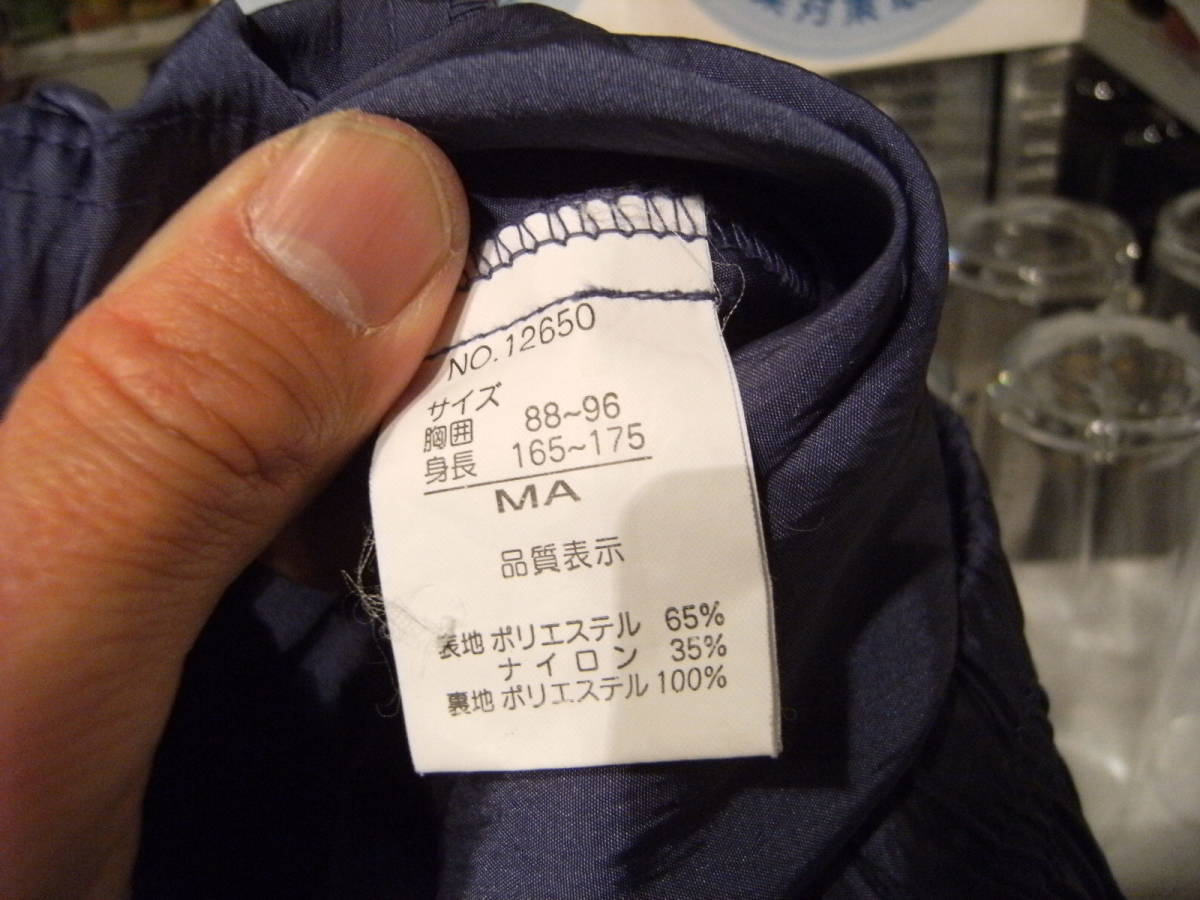 NO.12650
サイズ
胸囲 88~96
身長 165~175
MA
品質表示
表地 ポリエステル 65%
ナイロン 35%
裏地 ポリエステル 100%